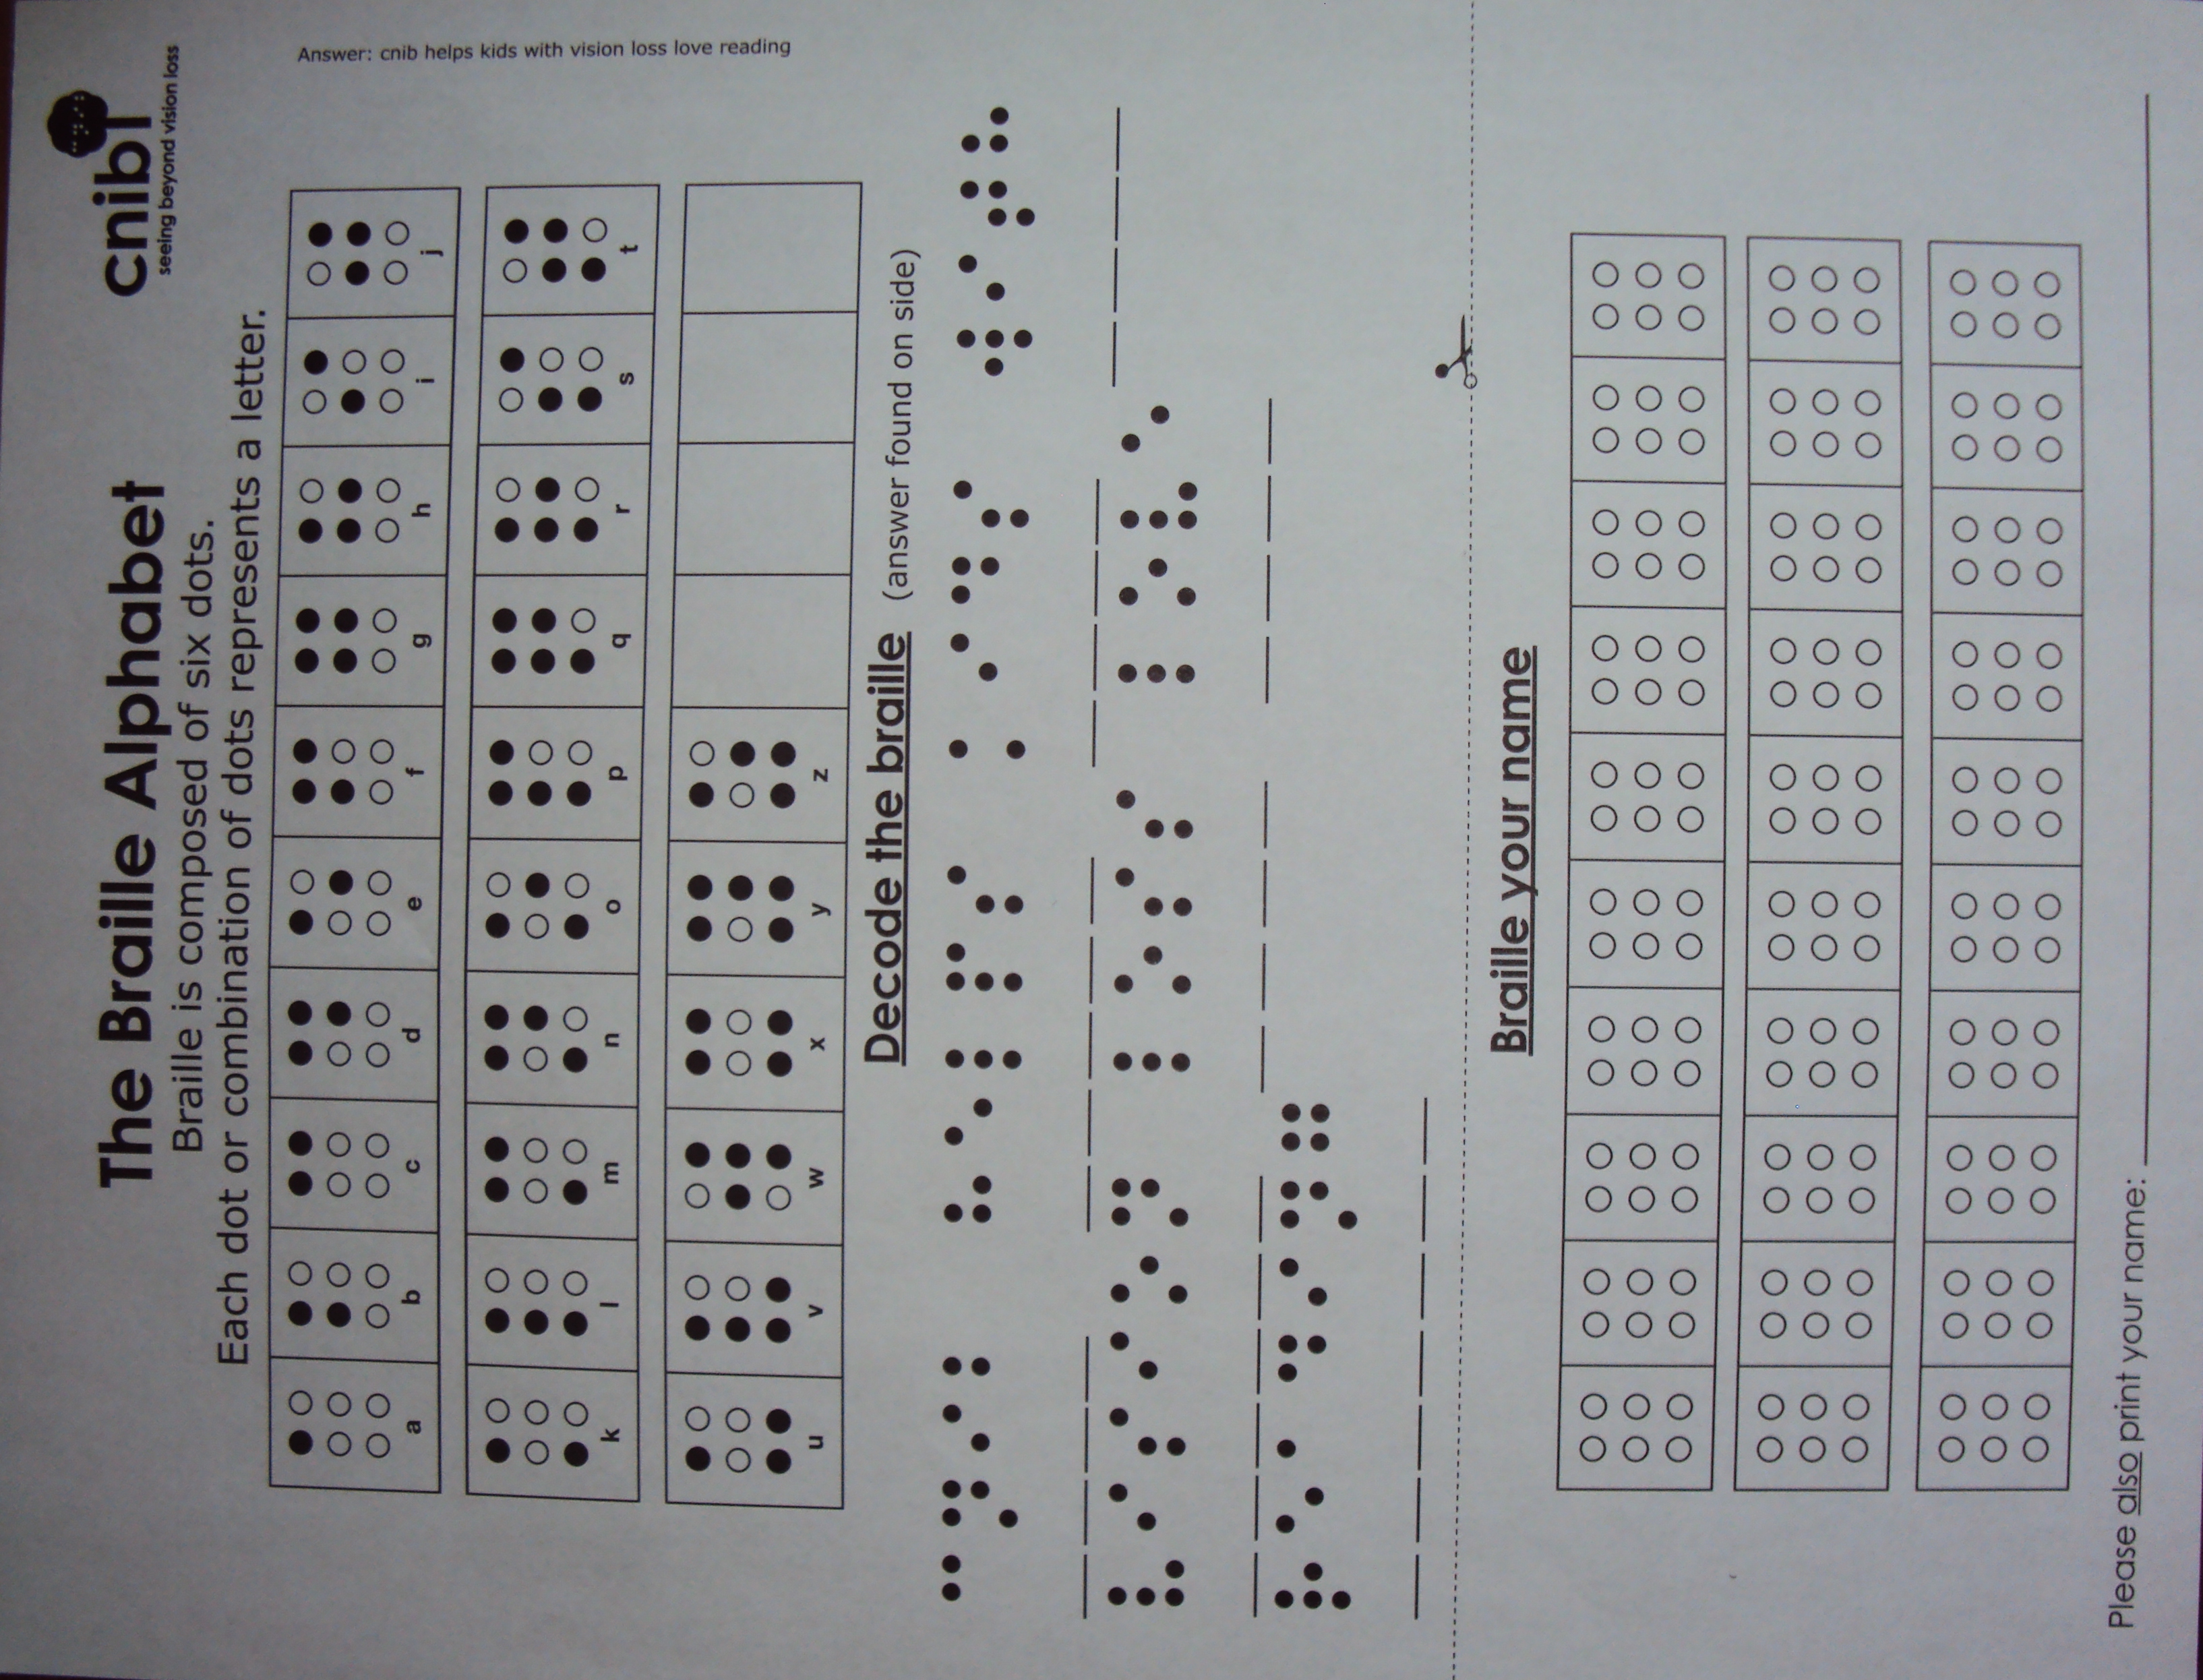 cnib
seeing beyond vision loss
The Braille Alphabet
Braille is composed of six dots.
Each dot or combination of dots represents a letter.
a b c d e f g h i j
k l m n o p q r s t
u v w x y z
Decode the braille (answer found on side)
⠉⠝⠊⠃ ⠓⠑⠇⠏⠎ ⠅⠊⠙⠎ ⠺⠊⠞⠓
⠧⠊⠎⠊⠕⠝ ⠇⠕⠎⠎ ⠇⠕⠧⠑
⠗⠑⠁⠙⠊⠝⠛
Answer: cnib helps kids with vision loss love reading
Braille your name
Please also print your name: